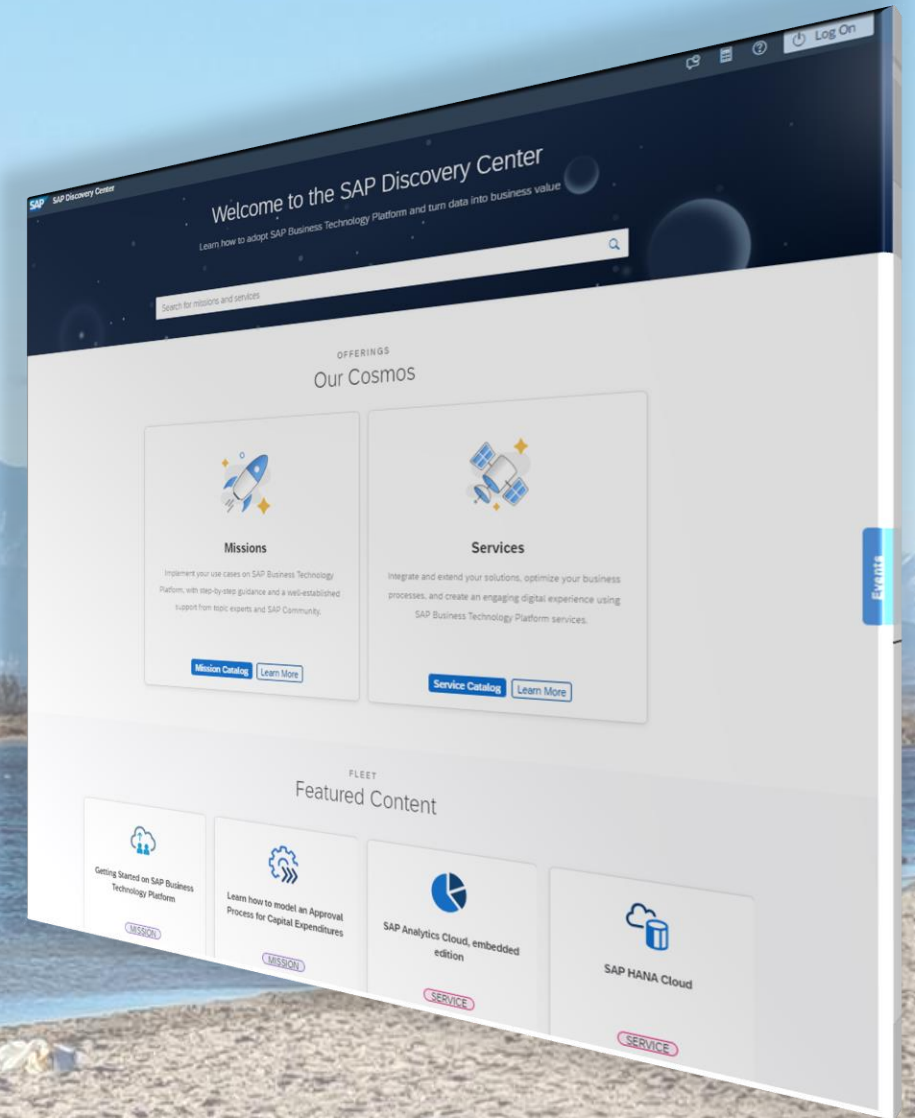 Log On
SAP SAP Discovery Center
Welcome to the SAP Discovery Center
Learn how to adopt SAP Business Technology Platform and turn data into business value
Search for missions and services
OFFERINGS
Our Cosmos
Missions
Implement your use cases on SAP Business Technology
Platform, with step-by-step guidance and a well-established
support from topic experts and SAP Community.
Mission Catalog Learn More
Services
Integrate and extend your solutions, optimize your business
processes, and create an engaging digital experience using
SAP Business Technology Platform services.
Service Catalog Learn More
Events
FLEET
Featured Content
Getting Started on SAP Business
Technology Platform
MISSION
Learn how to model an Approval
Process for Capital Expenditures
MISSION
SAP Analytics Cloud, embedded
edition
SERVICE
SAP HANA Cloud
SERVICE